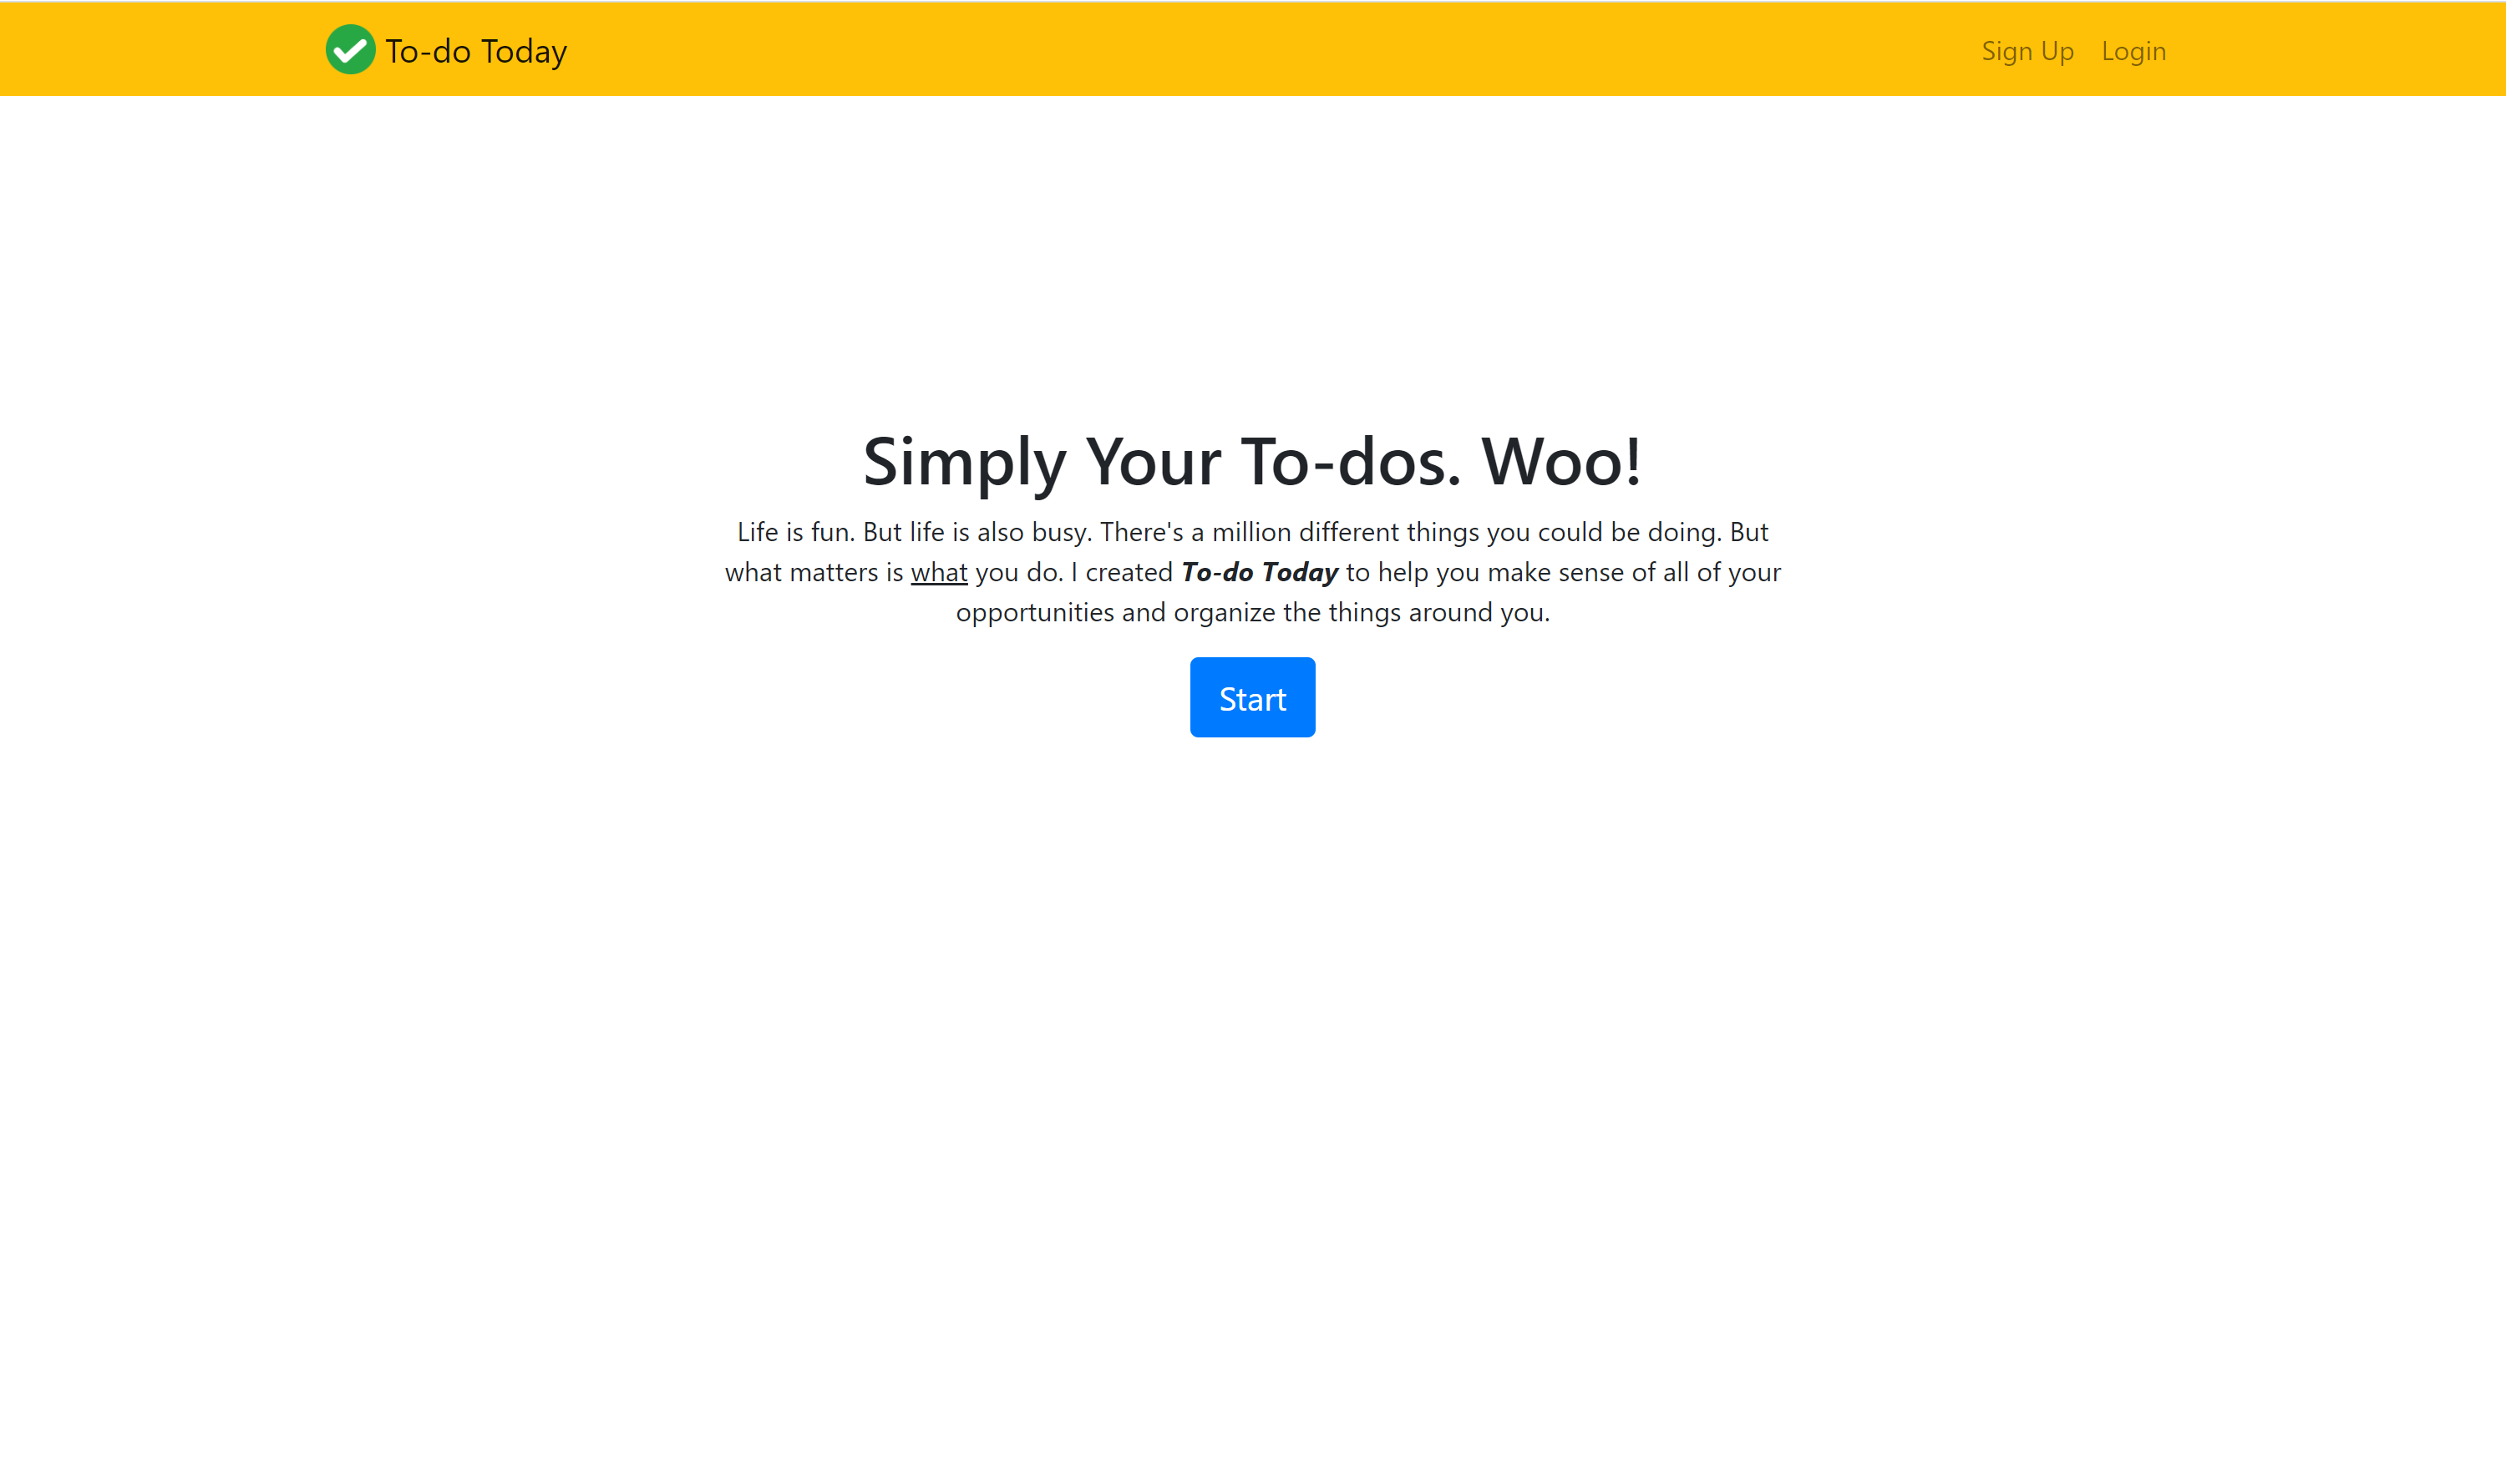 To-do Today
Sign Up
Login
Simply Your To-dos. Woo!
Life is fun. But life is also busy. There's a million different things you could be doing. But
what matters is what you do. I created To-do Today to help you make sense of all of your
opportunities and organize the things around you.
Start